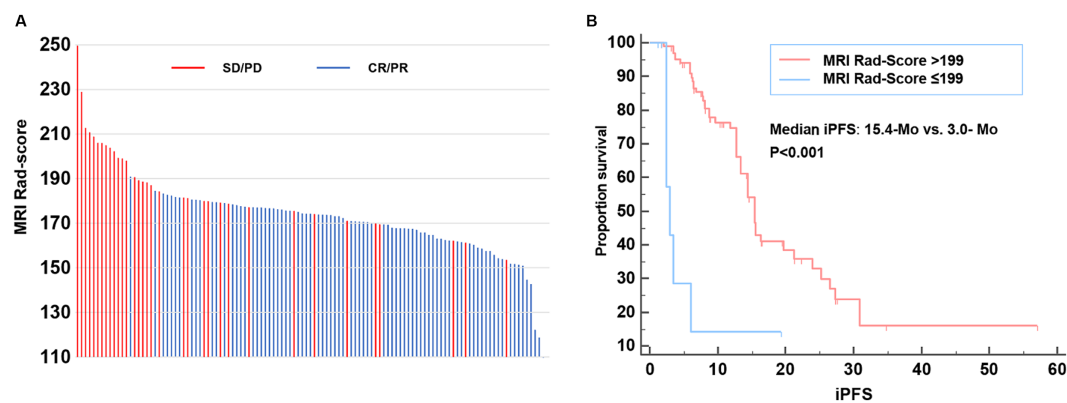 A
250
230
210
190
170
150
130
110
MRI Rad-score
SD/PD
CR/PR
B
100
90
80
70
60
50
40
30
20
10
Proportion survival
MRI Rad-Score >199
MRI Rad-Score ≤199
Median iPFS: 15.4-Mo vs. 3.0- Mo
P<0.001
0
10
20
30
40
50
60
iPFS